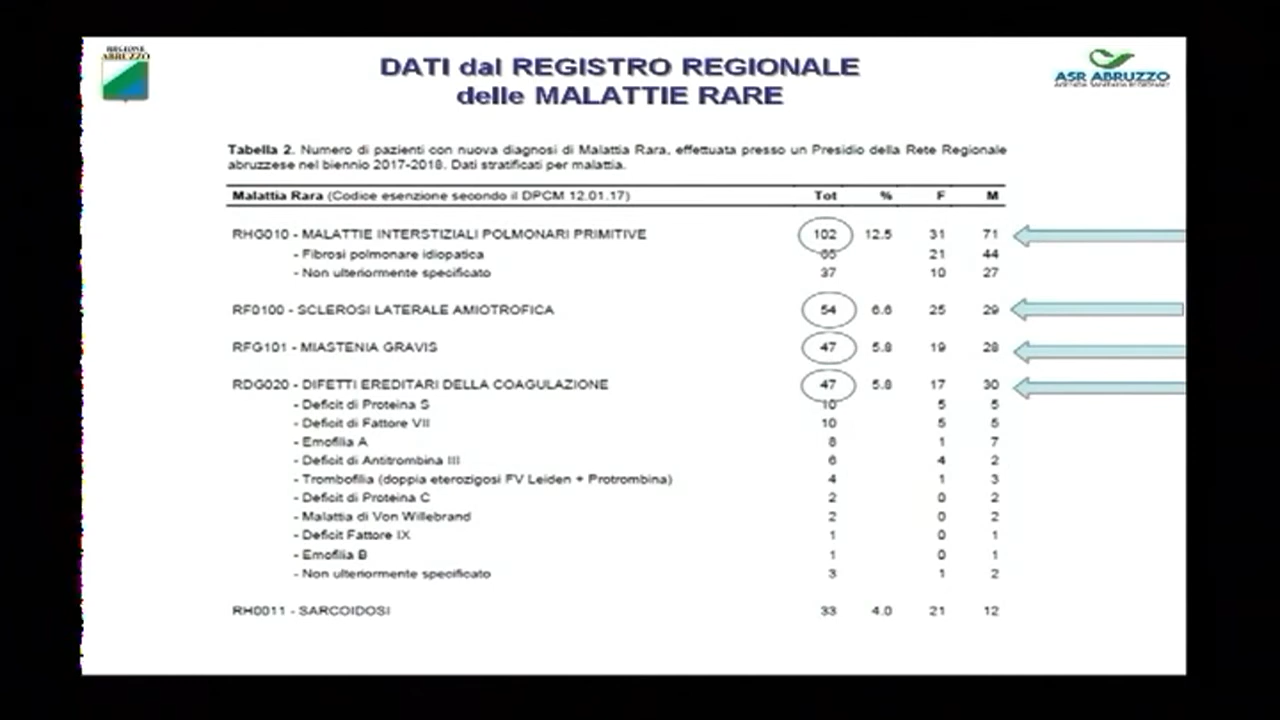 REGIONE
ABRUZZO
DATI dal REGISTRO REGIONALE
delle MALATTIE RARE
ASR ABRUZZO
AGENZIA SANITARIA REGIONALE
Tabella 2. Numero di pazienti con nuova diagnosi di Malattia Rara, effettuata presso un Presidio della Rete Regionale
abruzzese nel biennio 2017-2018. Dati stratificati per malattia.
Malattia Rara (Codice esenzione secondo il DPCM 12.01.17) Tot % F M
RHG010 - MALATTIE INTERSTIZIALI POLMONARI PRIMITIVE 102 12.5 31 71
- Fibrosi polmonare idiopatica 65 21 44
- Non ulteriormente specificato 37 10 27
RF0100 - SCLEROSI LATERALE AMIOTROFICA 54 6.6 25 29
RFG101 - MIASTENIA GRAVIS 47 5.8 19 28
RDG020 - DIFETTI EREDITARI DELLA COAGULAZIONE 47 5.8 17 30
- Deficit di Proteina S 10 5 5
- Deficit di Fattore VII 10 5 5
- Emofilia A 8 1 7
- Deficit di Antitrombina III 6 4 2
- Trombofilia (doppia eterozigosi FV Leiden + Protrombina) 4 1 3
- Deficit di Proteina C 2 0 2
- Malattia di Von Willebrand 2 0 2
- Deficit Fattore IX 1 0 1
- Emofilia B 1 0 1
- Non ulteriormente specificato 3 1 2
RH0011 - SARCOIDOSI 33 4.0 21 12